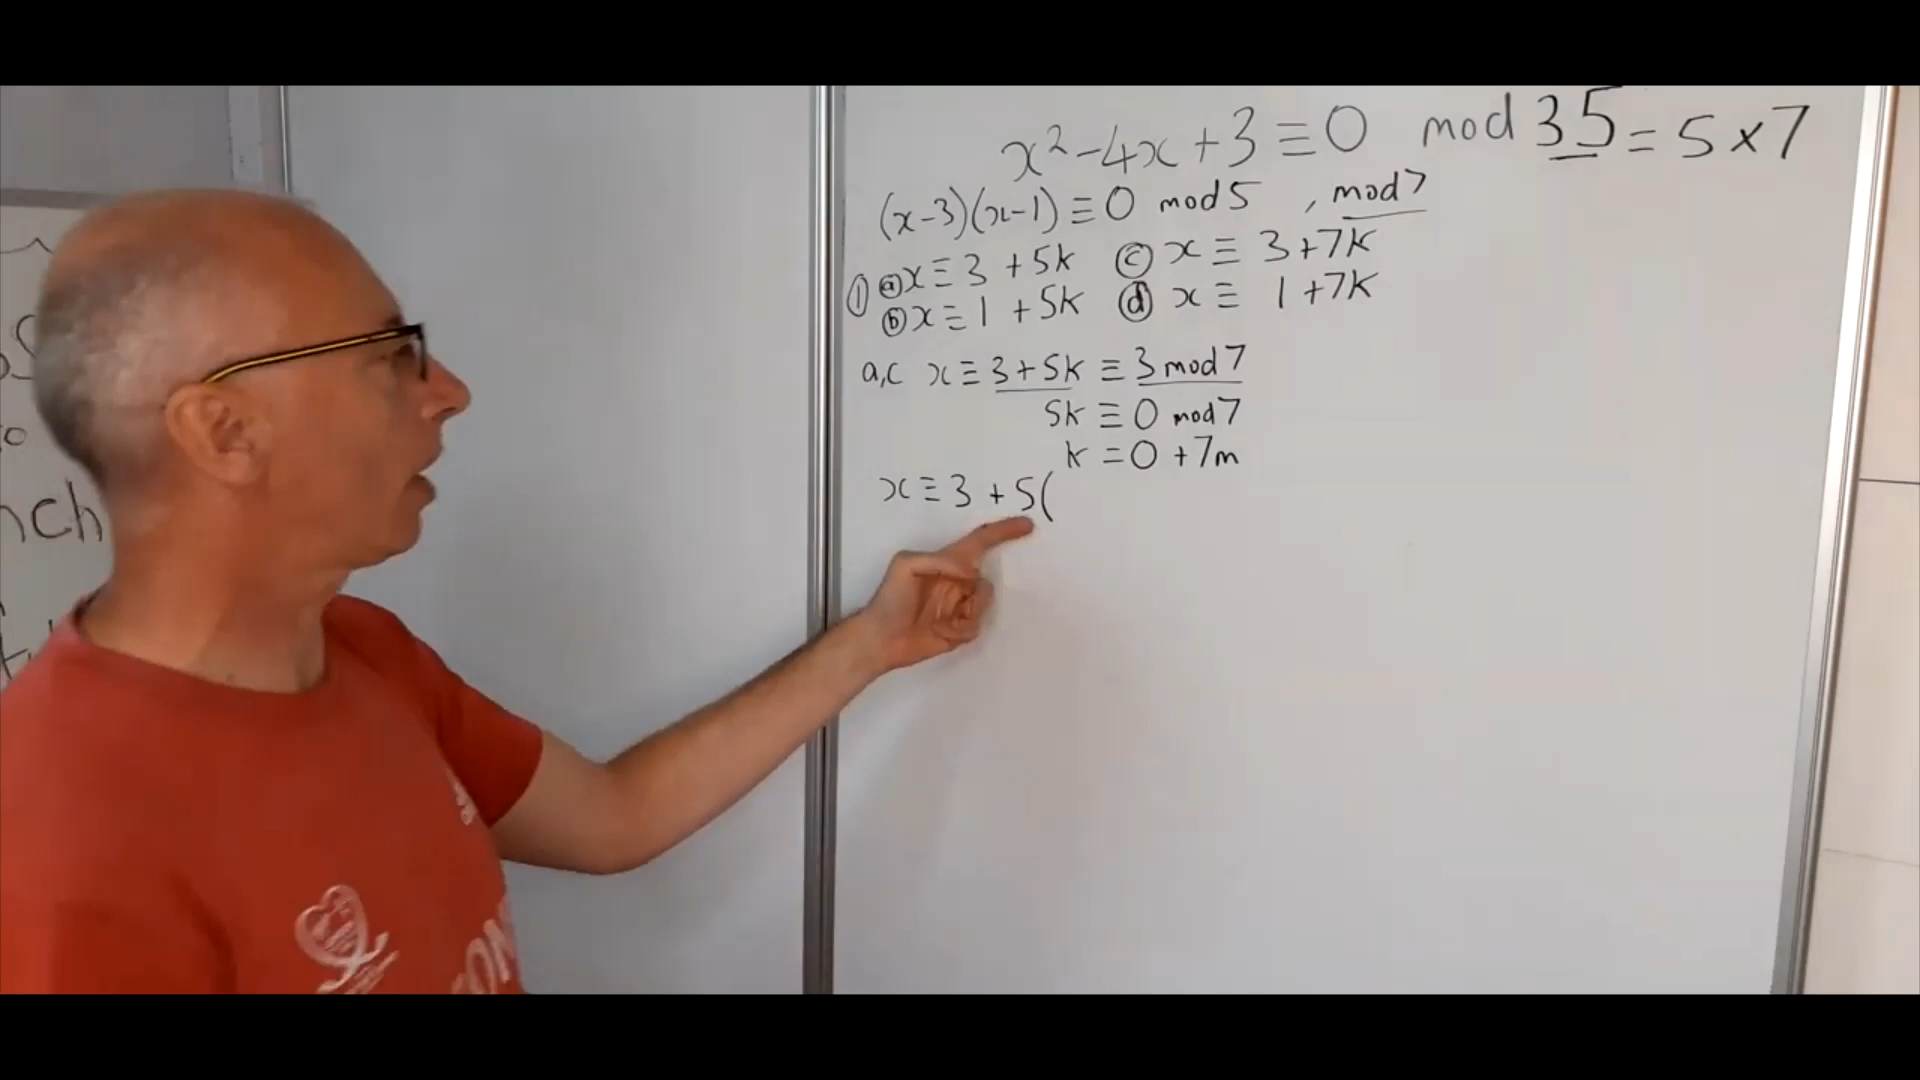 x² - 4x + 3 ≡ 0 mod 35 = 5 × 7
(x-3)(x-1) ≡ 0 mod 5 , mod 7
① ⓐ x ≡ 3 + 5k ⓒ x ≡ 3 + 7k
ⓑ x ≡ 1 + 5k ⓓ x ≡ 1 + 7k
a,c x ≡ 3 + 5k ≡ 3 mod 7
5k ≡ 0 mod 7
k = 0 + 7m
x ≡ 3 + 5(
nch